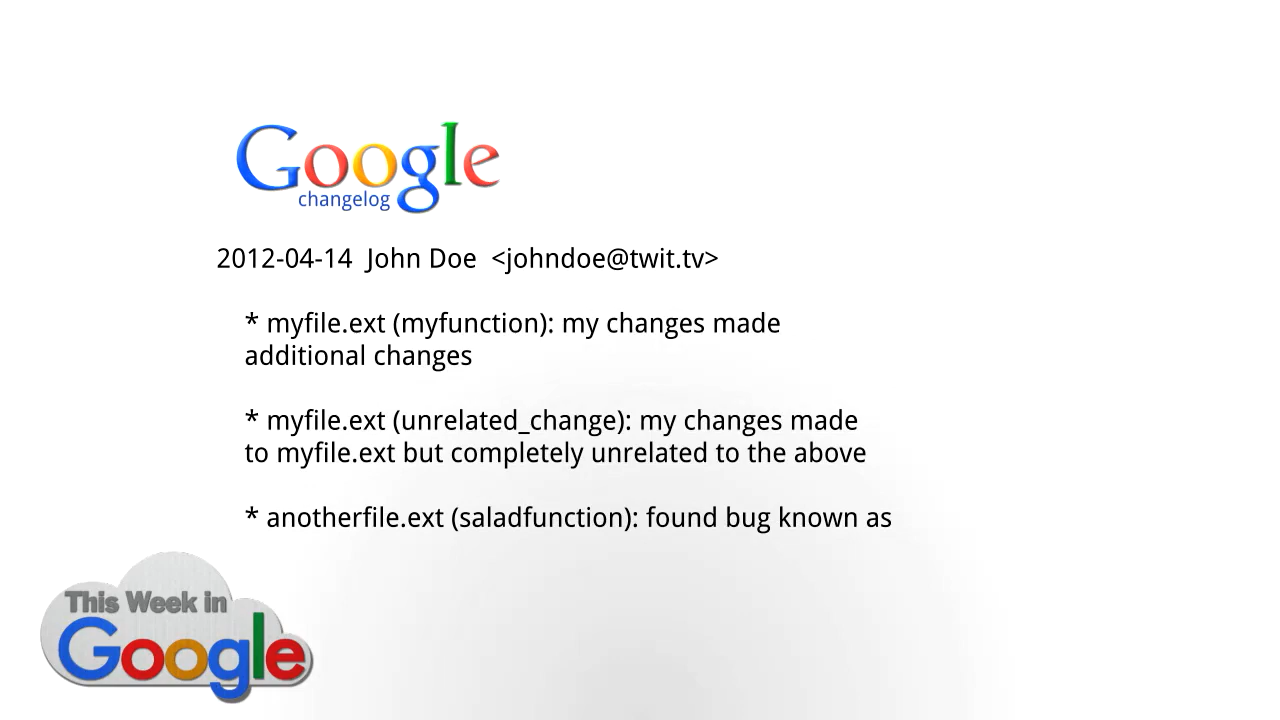 Google
changelog
2012-04-14 John Doe <johndoe@twit.tv>
* myfile.ext (myfunction): my changes made
additional changes
* myfile.ext (unrelated_change): my changes made
to myfile.ext but completely unrelated to the above
* anotherfile.ext (saladfunction): found bug known as
This Week in
Google